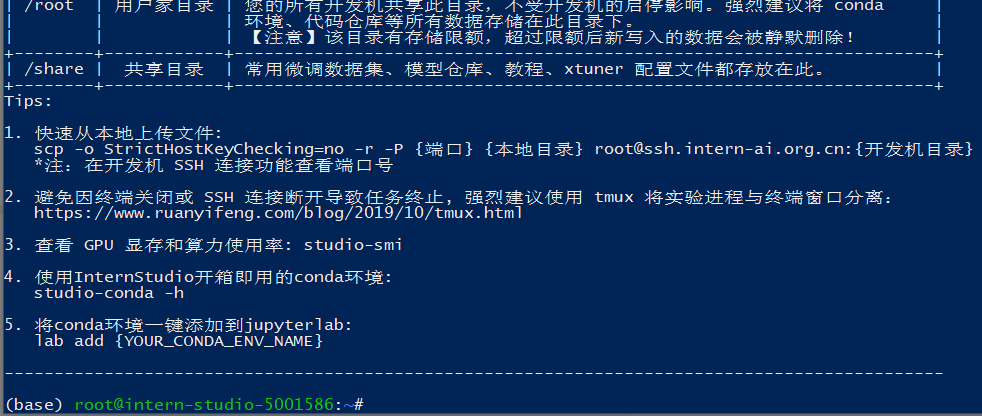 | /root  | 用户家目录 | 您的所有开发机共享此目录，不受开发机的启停影响。强烈建议将 conda |
|        |            | 环境、代码仓库等所有数据存储在此目录下。 |
|        |            | 【注意】该目录有存储限额，超过限额后新写入的数据会被静默删除！ |
+--------+------------+----------------------------------------------------------------------+
| /share |  共享目录  | 常用微调数据集、模型仓库、教程、xtuner 配置文件都存放在此。 |
+--------+------------+----------------------------------------------------------------------+
Tips:
1. 快速从本地上传文件:
scp -o StrictHostKeyChecking=no -r -P {端口} {本地目录} root@ssh.intern-ai.org.cn:{开发机目录}
*注: 在开发机 SSH 连接功能查看端口号
2. 避免因终端关闭或 SSH 连接断开导致任务终止，强烈建议使用 tmux 将实验进程与终端窗口分离:
https://www.ruanyifeng.com/blog/2019/10/tmux.html
3. 查看 GPU 显存和算力使用率: studio-smi
4. 使用InternStudio开箱即用的conda环境:
studio-conda -h
5. 将conda环境一键添加到jupyterlab:
lab add {YOUR_CONDA_ENV_NAME}
----------------------------------------------------------------------------------------------
(base) root@intern-studio-5001586:~#